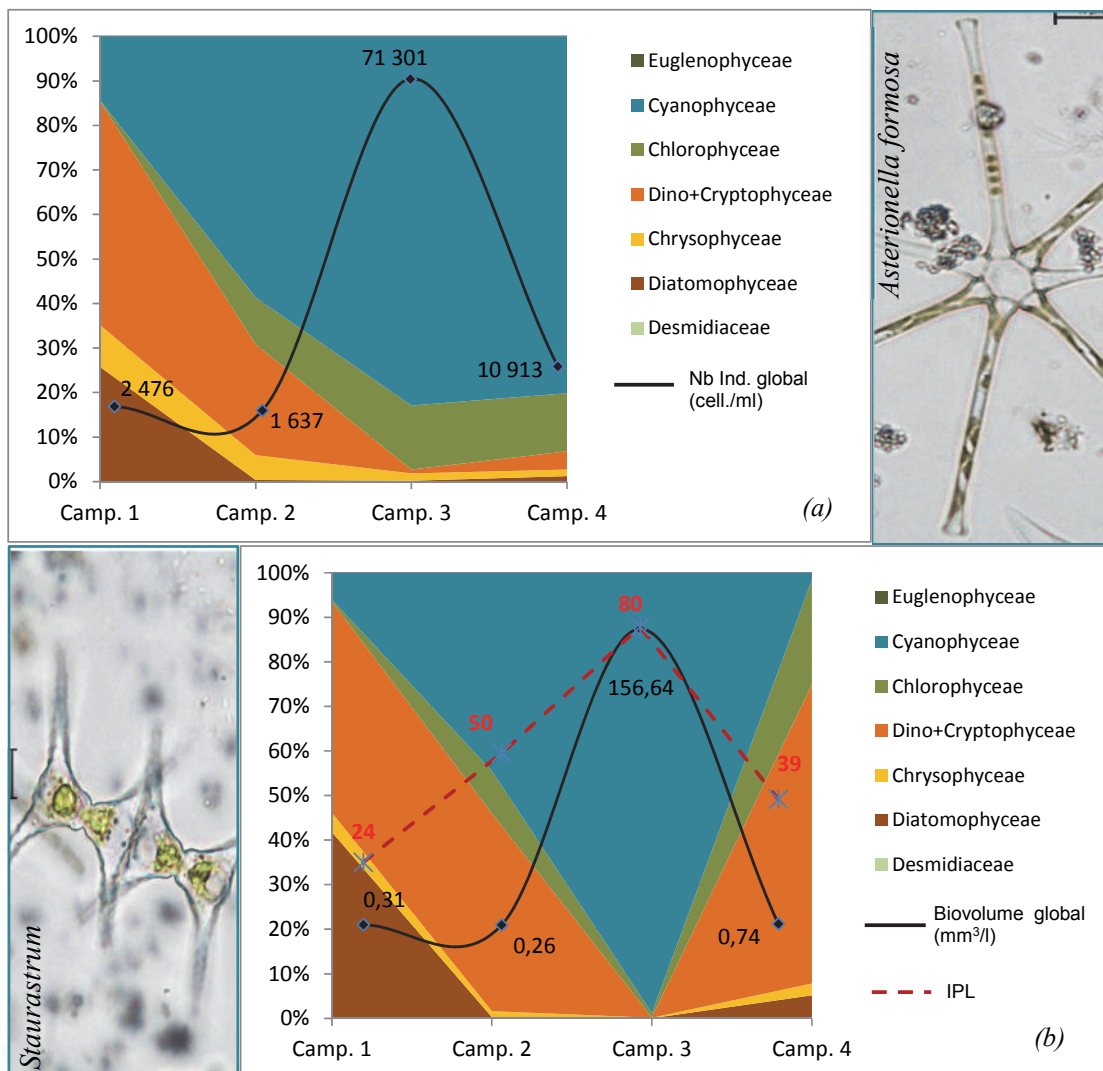 100%
90%
80%
70%
60%
50%
40%
30%
20%
10%
0%
2 476
1 637
71 301
10 913
Camp. 1
Camp. 2
Camp. 3
Camp. 4
Euglenophyceae
Cyanophyceae
Chlorophyceae
Dino+Cryptophyceae
Chrysophyceae
Diatomophyceae
Desmidiaceae
Nb Ind. global
(cell./ml)
(a)
Asterionella formosa
Staurastrum
100%
90%
80%
70%
60%
50%
40%
30%
20%
10%
0%
24
50
80
39
0,31
0,26
156,64
0,74
Camp. 1
Camp. 2
Camp. 3
Camp. 4
Euglenophyceae
Cyanophyceae
Chlorophyceae
Dino+Cryptophyceae
Chrysophyceae
Diatomophyceae
Desmidiaceae
Biovolume global
(mm³/l)
IPL
(b)